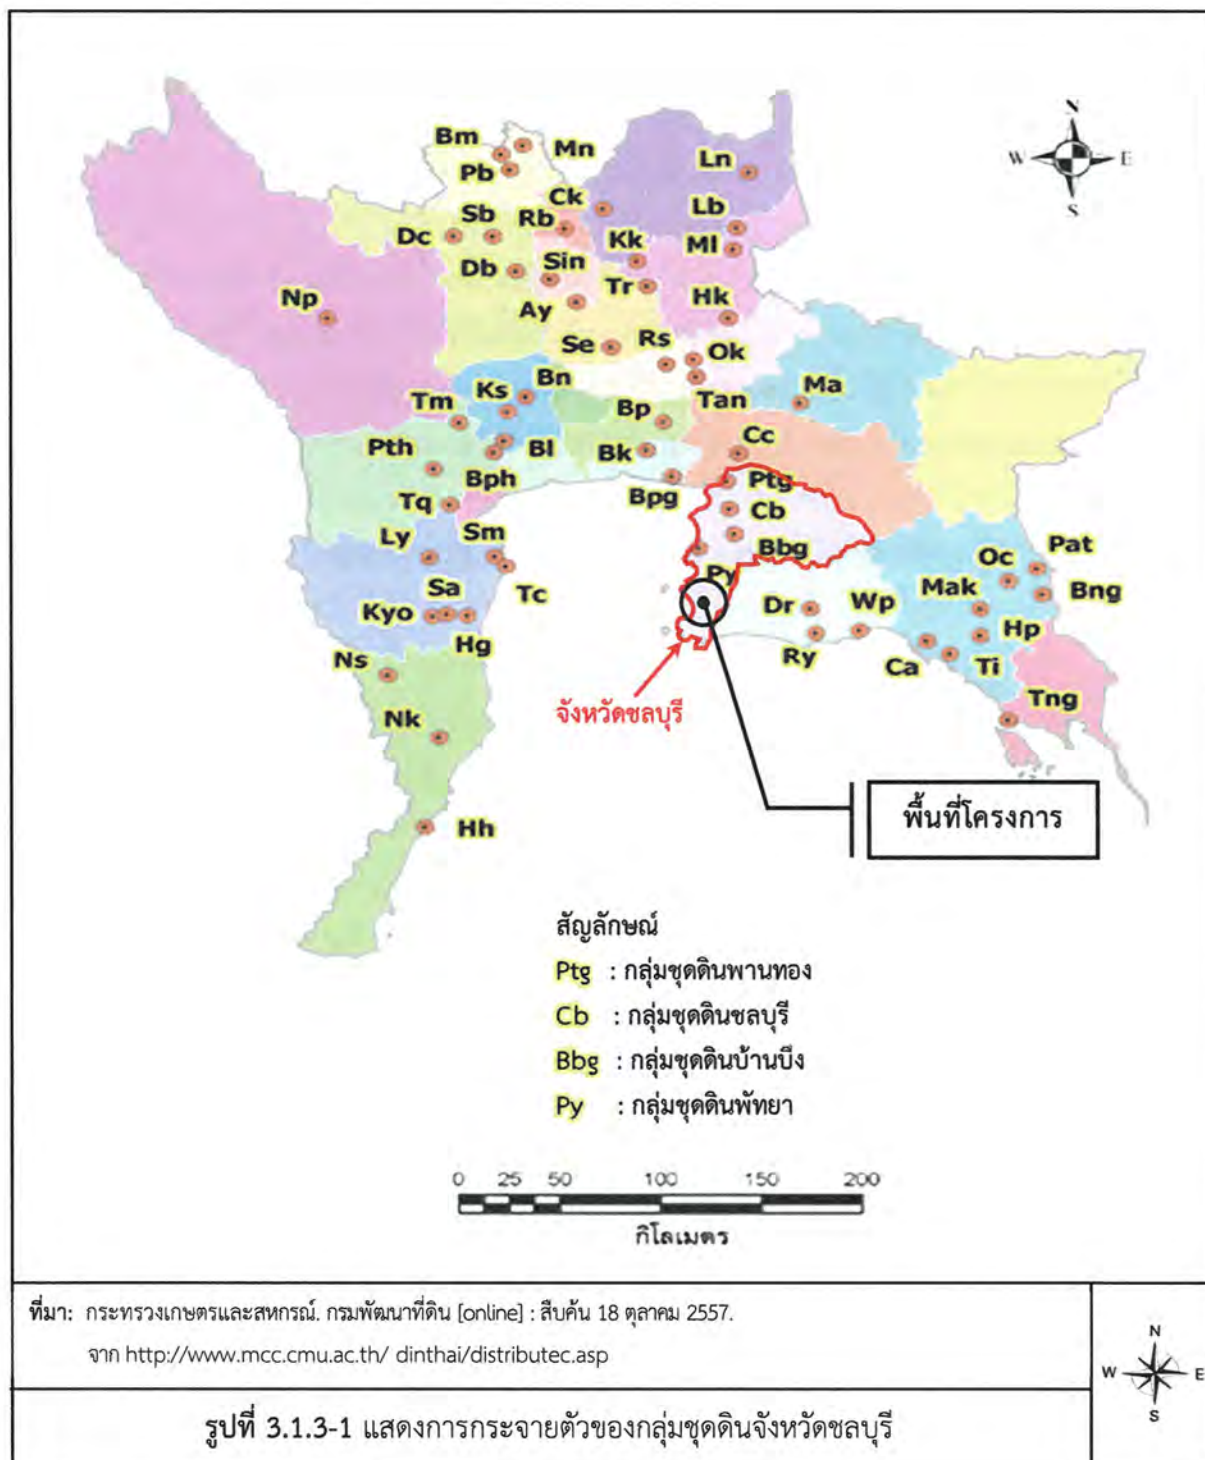 N
W E
S
Bm Mn
Pb
Ln
Ck
Sb Rb Lb
Dc Kk Ml
Db Sin
Np Tr Hk
Ay
Se Rs Ok
Ks Bn
Tm Bp Tan Ma
Pth Bl Bk Cc
Bph Ptg
Tq Bpg Cb
Ly Sm Bbg Oc Pat
Sa Tc Py Mak Bng
Kyo Dr Wp Hp
Ns Hg Ry Ca Ti
Nk Tng
จังหวัดชลบุรี
พื้นที่โครงการ
Hh
สัญลักษณ์
Ptg : กลุ่มชุดดินพานทอง
Cb : กลุ่มชุดดินชลบุรี
Bbg : กลุ่มชุดดินบ้านบึง
Py : กลุ่มชุดดินพัทยา
0 25 50 100 150 200
กิโลเมตร
ที่มา: กระทรวงเกษตรและสหกรณ์. กรมพัฒนาที่ดิน [online] : สืบค้น 18 ตุลาคม 2557.
จาก http://www.mcc.cmu.ac.th/ dinthai/distributec.asp
N
W E
S
รูปที่ 3.1.3-1 แสดงการกระจายตัวของกลุ่มชุดดินจังหวัดชลบุรี